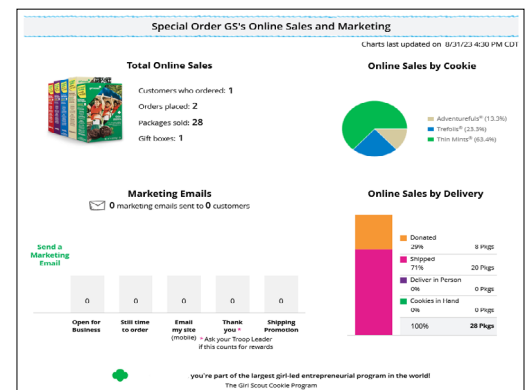 Special Order GS's Online Sales and Marketing
Charts last updated on 8/31/23 4:30 PM CDT
Total Online Sales
Customers who ordered: 1
Orders placed: 2
Packages sold: 28
Gift boxes: 1
Online Sales by Cookie
Adventurefuls® (13.3%)
Trefoils® (23.3%)
Thin Mints® (63.4%)
Marketing Emails
0 marketing emails sent to 0 customers
Send a
Marketing
Email
0 0 0 0 0
Open for
Business
Still time
to order
Email
my site
(mobile)
Thank
you *
Shipping
Promotion
* Ask your Troop Leader
if this counts for rewards
Online Sales by Delivery
Donated
29% 8 Pkgs
Shipped
71% 20 Pkgs
Deliver in Person
0% 0 Pkgs
Cookies in Hand
0% 0 Pkgs
100% 28 Pkgs
you're part of the largest girl-led entrepreneurial program in the world!
The Girl Scout Cookie Program